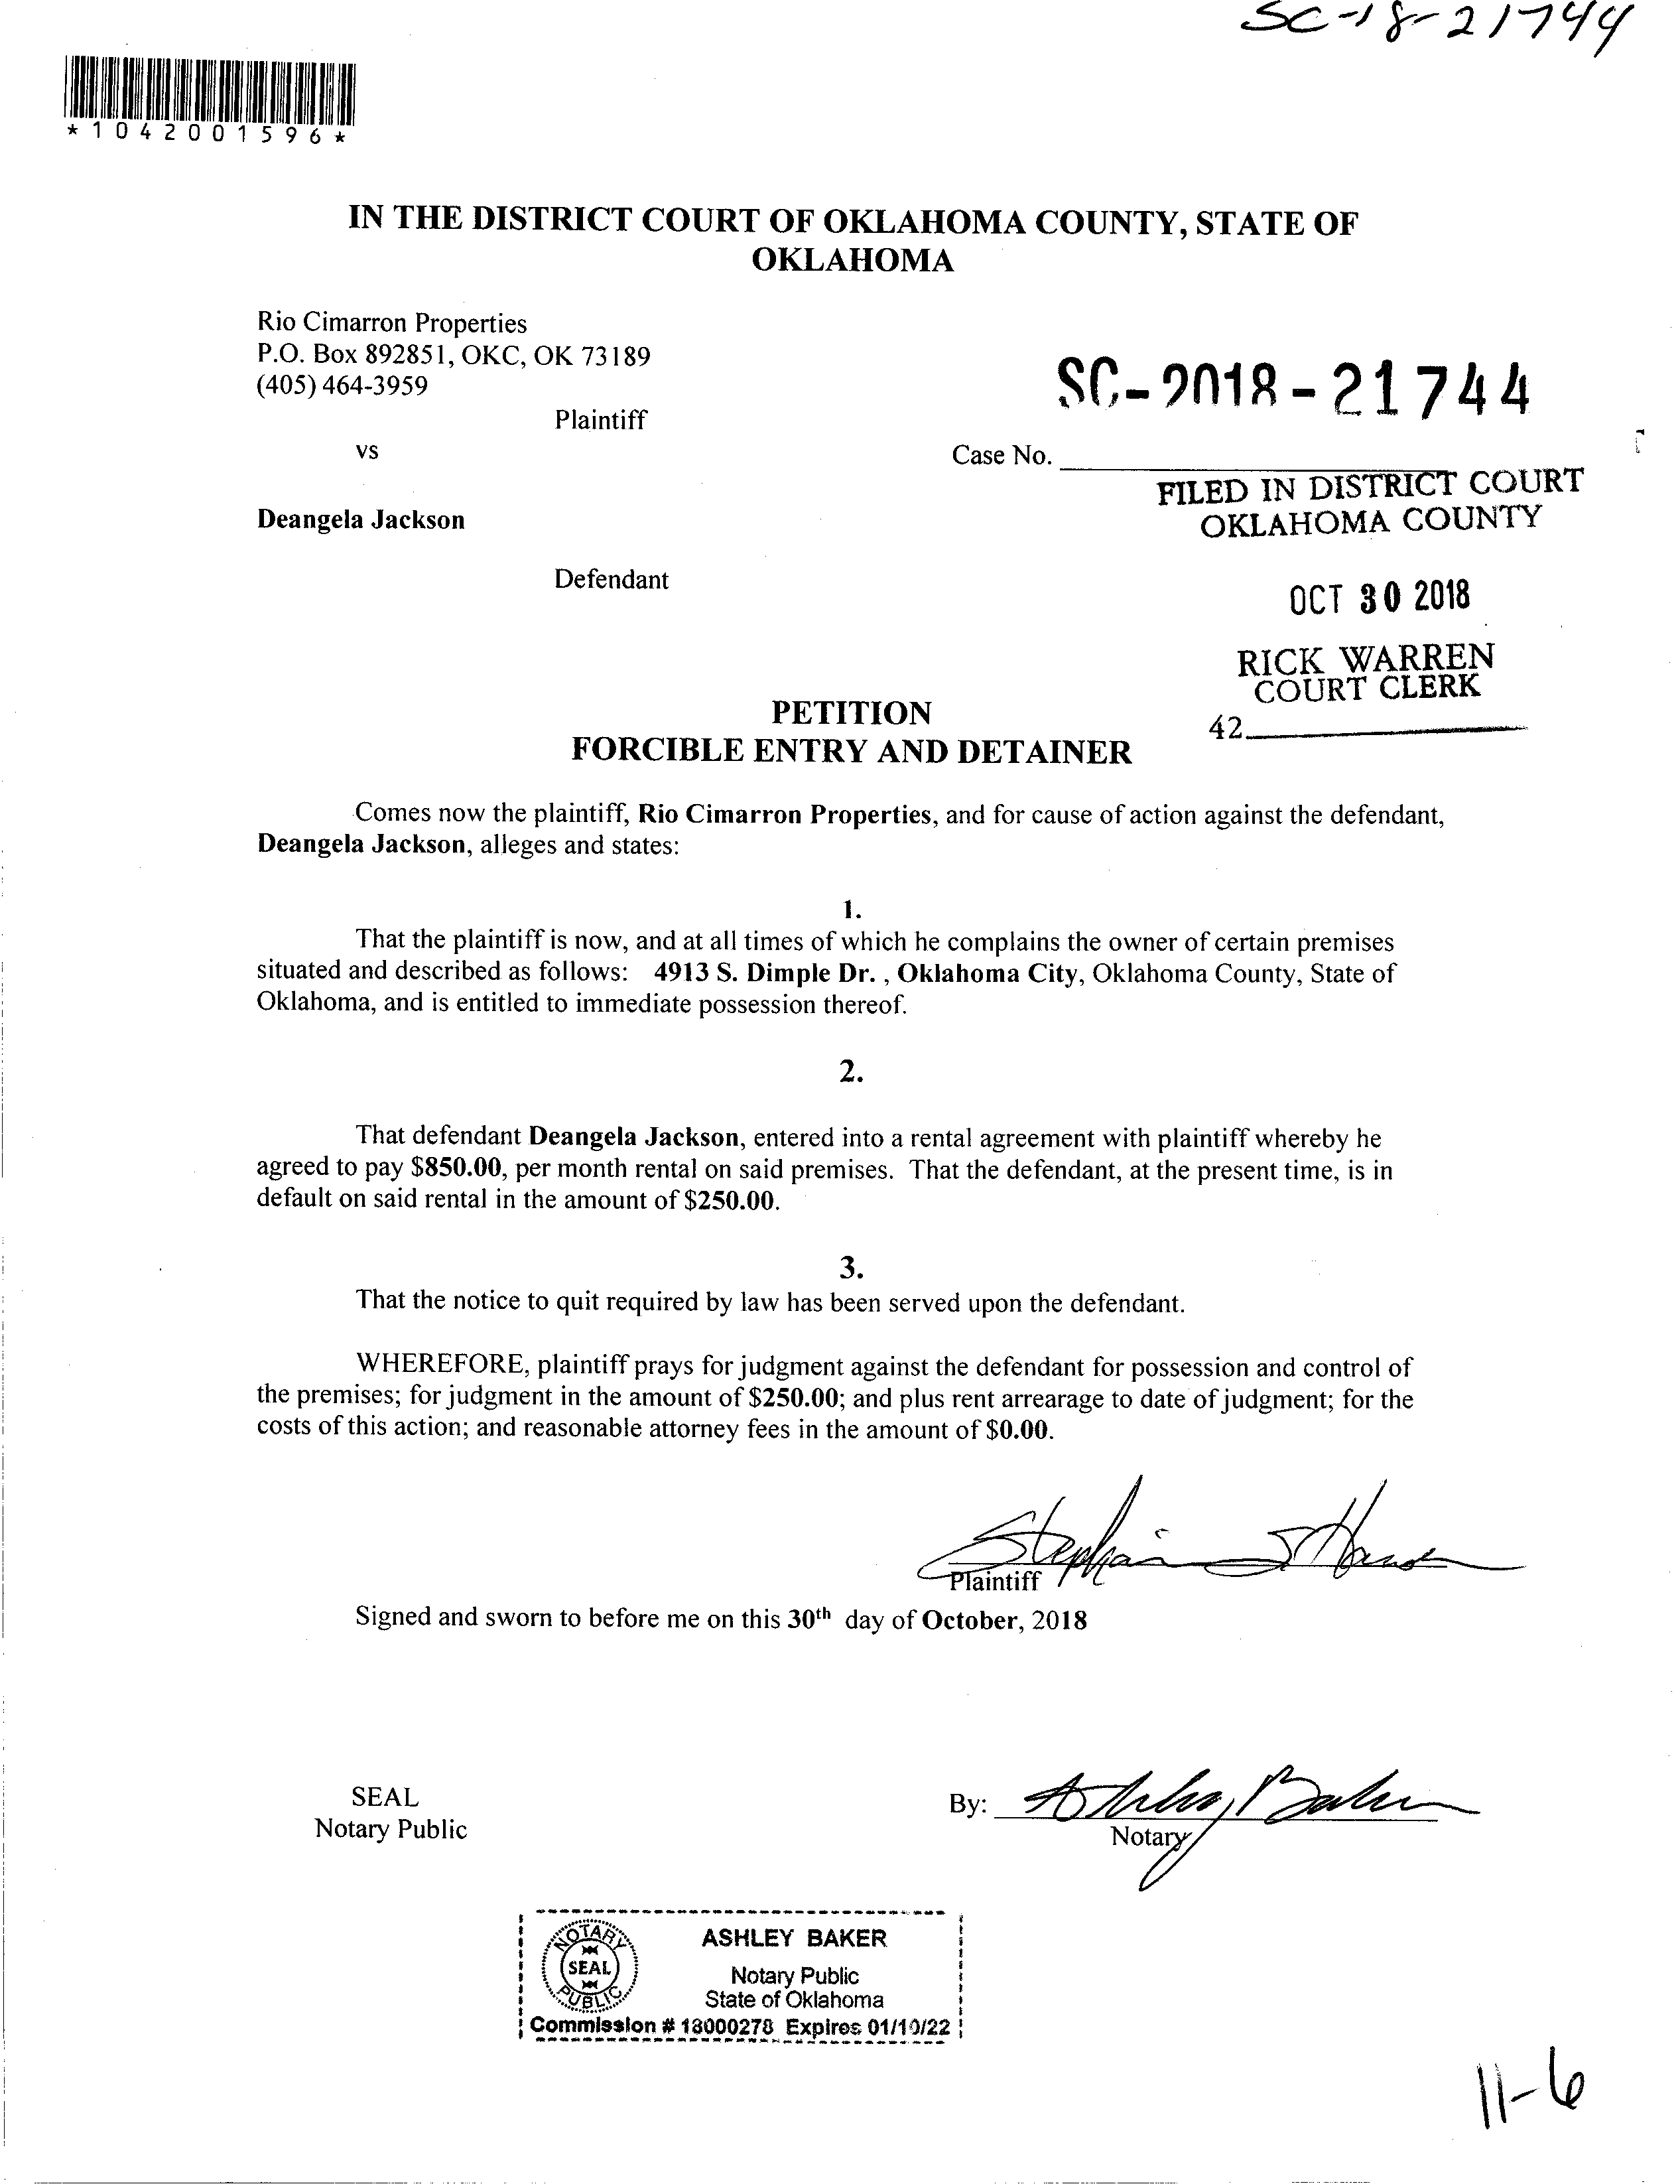 SC-18-21744
*1042001596*
IN THE DISTRICT COURT OF OKLAHOMA COUNTY, STATE OF
OKLAHOMA
Rio Cimarron Properties
P.O. Box 892851, OKC, OK 73189
(405) 464-3959
Plaintiff
vs
SC-2018-21744
Case No.
FILED IN DISTRICT COURT
OKLAHOMA COUNTY
Deangela Jackson
Defendant
OCT 30 2018
RICK WARREN
COURT CLERK
42
PETITION
FORCIBLE ENTRY AND DETAINER
Comes now the plaintiff, Rio Cimarron Properties, and for cause of action against the defendant,
Deangela Jackson, alleges and states:
1.
That the plaintiff is now, and at all times of which he complains the owner of certain premises
situated and described as follows: 4913 S. Dimple Dr. , Oklahoma City, Oklahoma County, State of
Oklahoma, and is entitled to immediate possession thereof.
2.
That defendant Deangela Jackson, entered into a rental agreement with plaintiff whereby he
agreed to pay $850.00, per month rental on said premises. That the defendant, at the present time, is in
default on said rental in the amount of $250.00.
3.
That the notice to quit required by law has been served upon the defendant.
WHEREFORE, plaintiff prays for judgment against the defendant for possession and control of
the premises; for judgment in the amount of $250.00; and plus rent arrearage to date of judgment; for the
costs of this action; and reasonable attorney fees in the amount of $0.00.
Plaintiff
Signed and sworn to before me on this 30th day of October, 2018
SEAL
Notary Public
By: Ashley Baker
Notary
NOTARY
SEAL
PUBLIC
ASHLEY BAKER
Notary Public
State of Oklahoma
Commission # 18000278 Expires 01/10/22
11-6